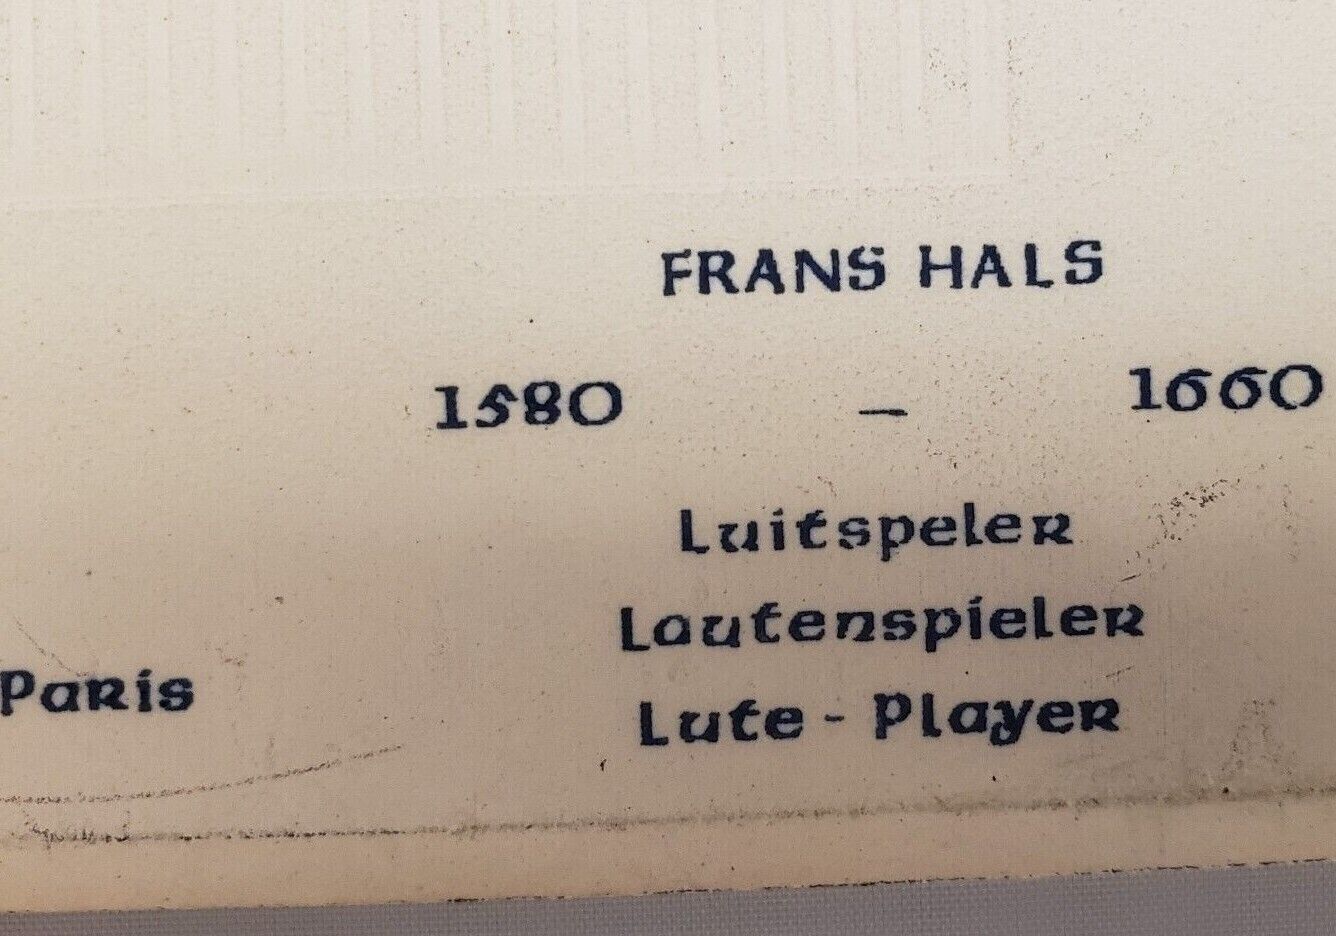 FRANS HALS
1580 – 1660
Luitspeler
Lautenspieler
Paris
Lute - Player